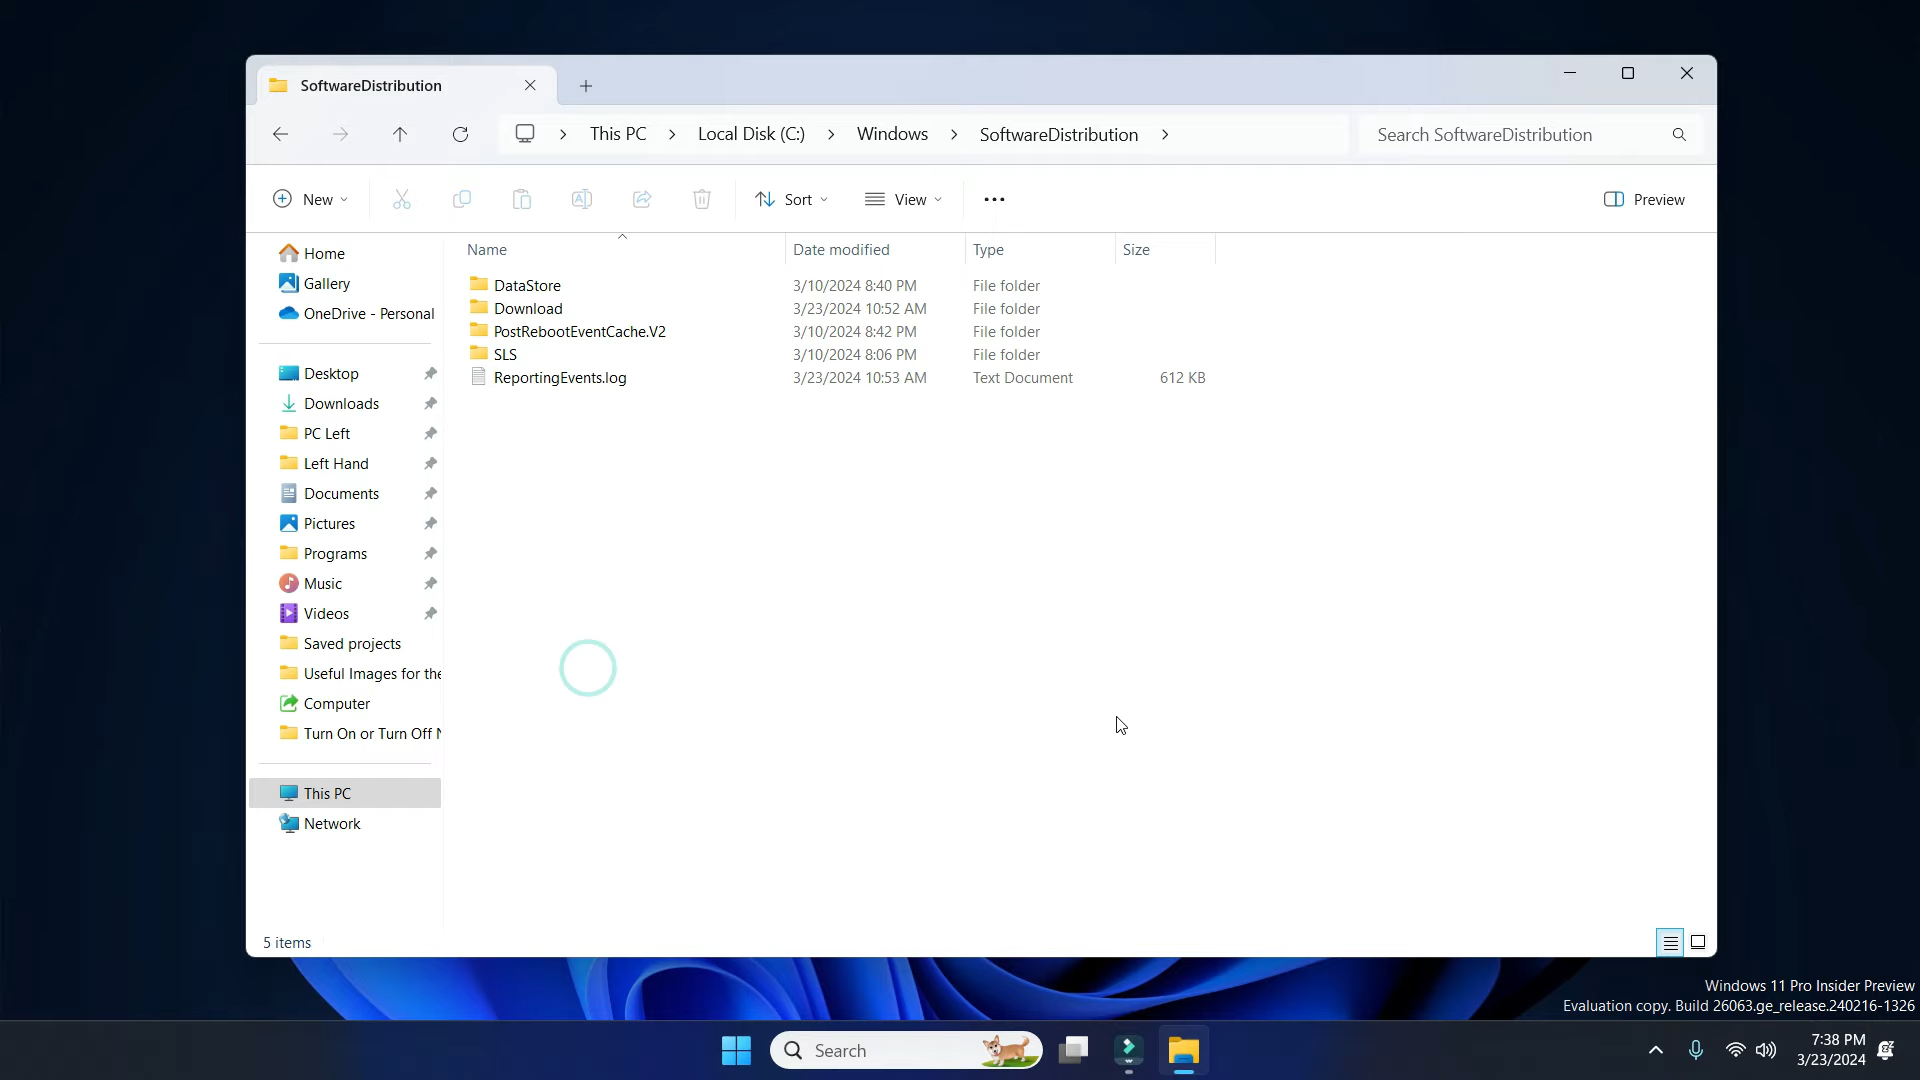 SoftwareDistribution
This PC
Local Disk (C:)
Windows
SoftwareDistribution
Search SoftwareDistribution
New
Sort
View
Preview
Home
Gallery
OneDrive - Personal
Desktop
Downloads
PC Left
Left Hand
Documents
Pictures
Programs
Music
Videos
Saved projects
Useful Images for the
Computer
Turn On or Turn Off N
This PC
Network
Name Date modified Type Size
DataStore 3/10/2024 8:40 PM File folder
Download 3/23/2024 10:52 AM File folder
PostRebootEventCache.V2 3/10/2024 8:42 PM File folder
SLS 3/10/2024 8:06 PM File folder
ReportingEvents.log 3/23/2024 10:53 AM Text Document 612 KB
5 items
Windows 11 Pro Insider Preview
Evaluation copy. Build 26063.ge_release.240216-1326
Search
7:38 PM
3/23/2024